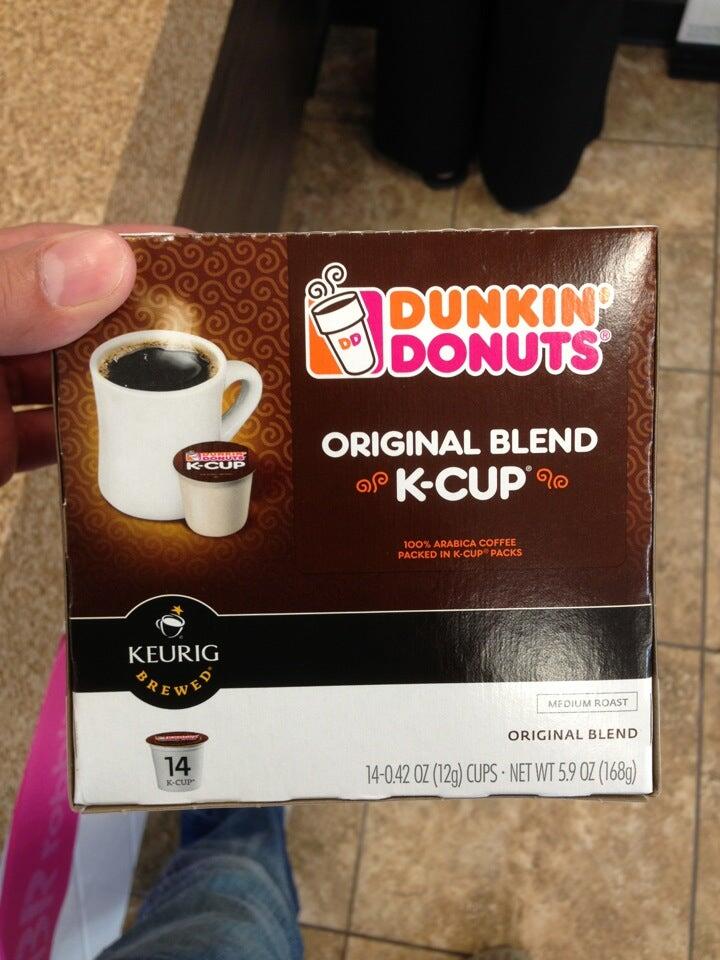 DD
DUNKIN'
DONUTS®
ORIGINAL BLEND
K-CUP®
100% ARABICA COFFEE
PACKED IN K-CUP® PACKS
DUNKIN'
DONUTS
K-CUP
KEURIG
BREWED®
MEDIUM ROAST
ORIGINAL BLEND
14
K-CUP®
14-0.42 OZ (12g) CUPS · NET WT 5.9 OZ (168g)